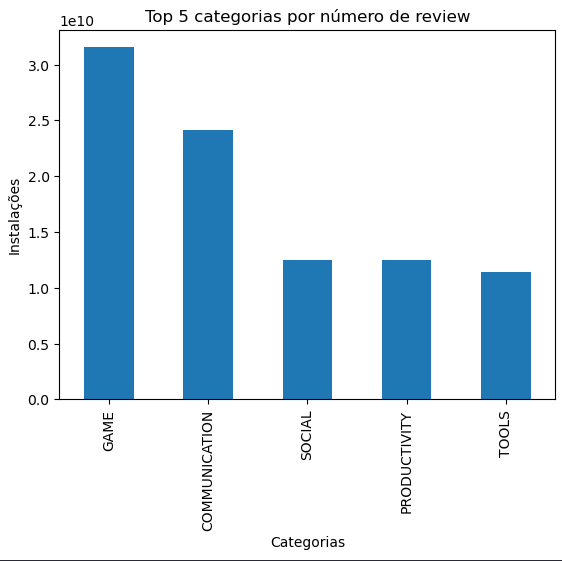 Top 5 categorias por número de review
1e10
3.0
2.5
2.0
1.5
1.0
0.5
0.0
Instalações
GAME
COMMUNICATION
SOCIAL
PRODUCTIVITY
TOOLS
Categorias